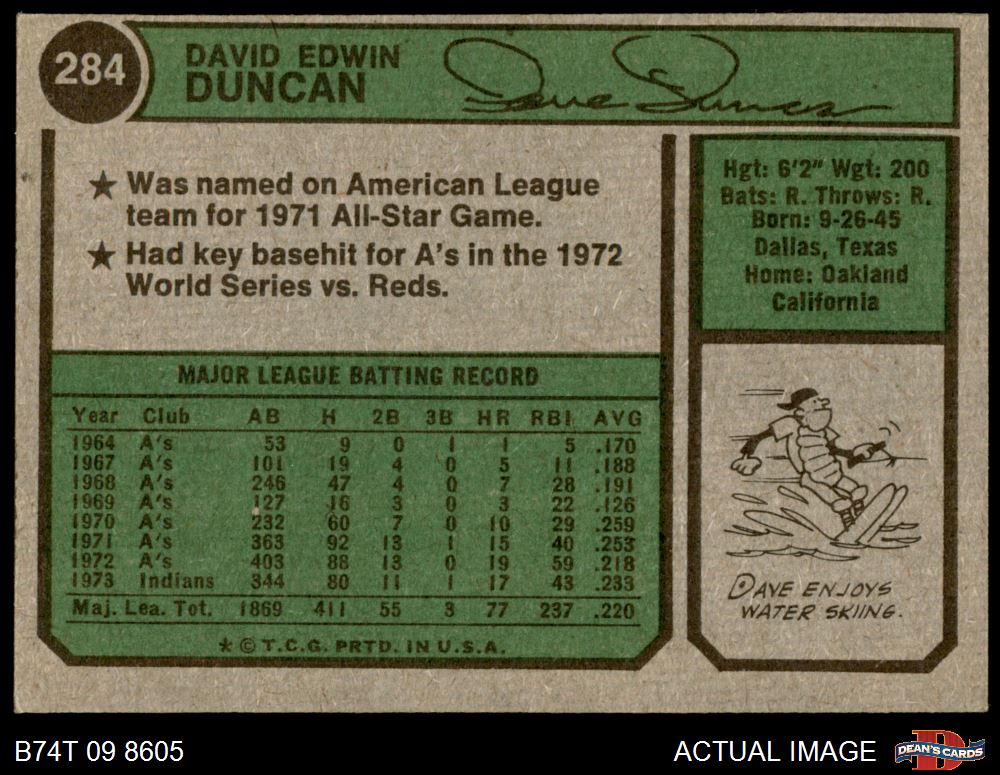 284
DAVID EDWIN
DUNCAN
Dave Duncan
★ Was named on American League
team for 1971 All-Star Game.
★ Had key basehit for A's in the 1972
World Series vs. Reds.
Hgt: 6'2" Wgt: 200
Bats: R. Throws: R.
Born: 9-26-45
Dallas, Texas
Home: Oakland
California
MAJOR LEAGUE BATTING RECORD
Year Club AB H 2B 3B HR RBI AVG
1964 A's 53 9 0 1 1 5 .170
1967 A's 101 19 4 0 5 11 .188
1968 A's 246 47 4 0 7 28 .191
1969 A's 127 16 3 0 3 22 .126
1970 A's 232 60 7 0 10 29 .259
1971 A's 363 92 13 1 15 40 .253
1972 A's 403 88 13 0 19 59 .218
1973 Indians 344 80 11 1 17 43 .233
Maj. Lea. Tot. 1869 411 55 3 77 237 .220
* © T.C.G. PRTD. IN U.S.A.
DAVE ENJOYS
WATER SKIING.
B74T 09 8605
ACTUAL IMAGE
B
DEAN'S CARDS